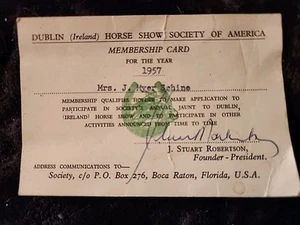 DUBLIN (Ireland) HORSE SHOW SOCIETY OF AMERICA
MEMBERSHIP CARD
FOR THE YEAR
1957
Mrs. J. Myer Schine
MEMBERSHIP QUALIFIES HOLDER TO MAKE APPLICATION TO
PARTICIPATE IN SOCIETY'S ANNUAL JAUNT TO DUBLIN,
(IRELAND) HORSE SHOW AND TO PARTICIPATE IN OTHER
ACTIVITIES ANNOUNCED FROM TIME TO TIME
J. STUART ROBERTSON,
Founder - President.
ADDRESS COMMUNICATIONS TO—
Society, c/o P.O. Box 276, Boca Raton, Florida, U.S.A.